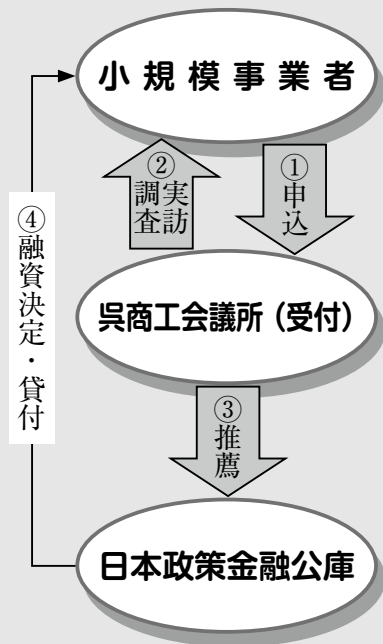 小規模事業者
①申込
②実訪
調査
呉商工会議所（受付）
③推薦
④融資決定・貸付
日本政策金融公庫